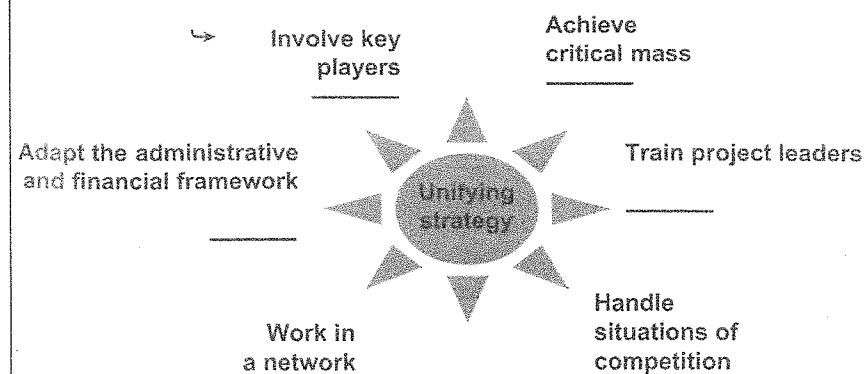 Involve key
players
Achieve
critical mass
Adapt the administrative
and financial framework
Unifying
strategy
Train project leaders
Work in
a network
Handle
situations of
competition